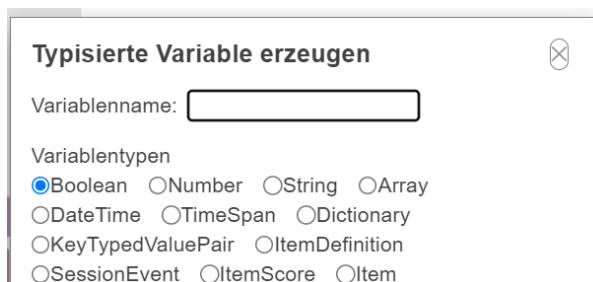 Typisierte Variable erzeugen
Variablenname:
Variablentypen
Boolean Number String Array
DateTime TimeSpan Dictionary
KeyTypedValuePair ItemDefinition
SessionEvent ItemScore Item